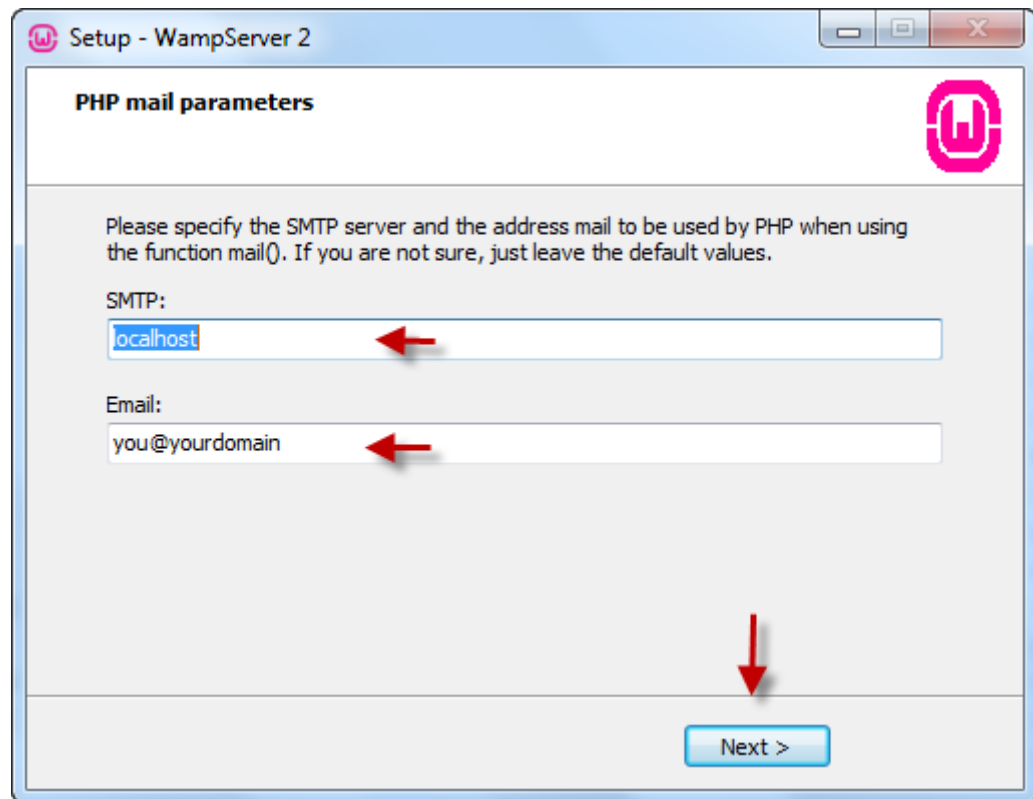 Setup - WampServer 2
PHP mail parameters
Please specify the SMTP server and the address mail to be used by PHP when using
the function mail(). If you are not sure, just leave the default values.
SMTP:
localhost
Email:
you@yourdomain
Next >